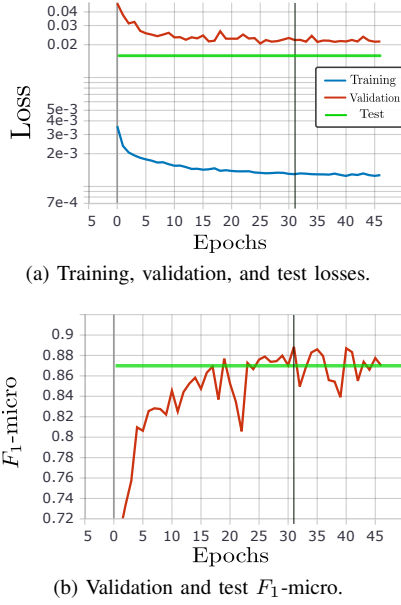 0.04
0.03
0.02
5e-3
4e-3
3e-3
2e-3
7e-4
Loss
Training
Validation
Test
5 0 5 10 15 20 25 30 35 40 45
Epochs
(a) Training, validation, and test losses.
0.9
0.88
0.86
0.84
0.82
0.8
0.78
0.76
0.74
0.72
F₁-micro
5 0 5 10 15 20 25 30 35 40 45
Epochs
(b) Validation and test F₁-micro.